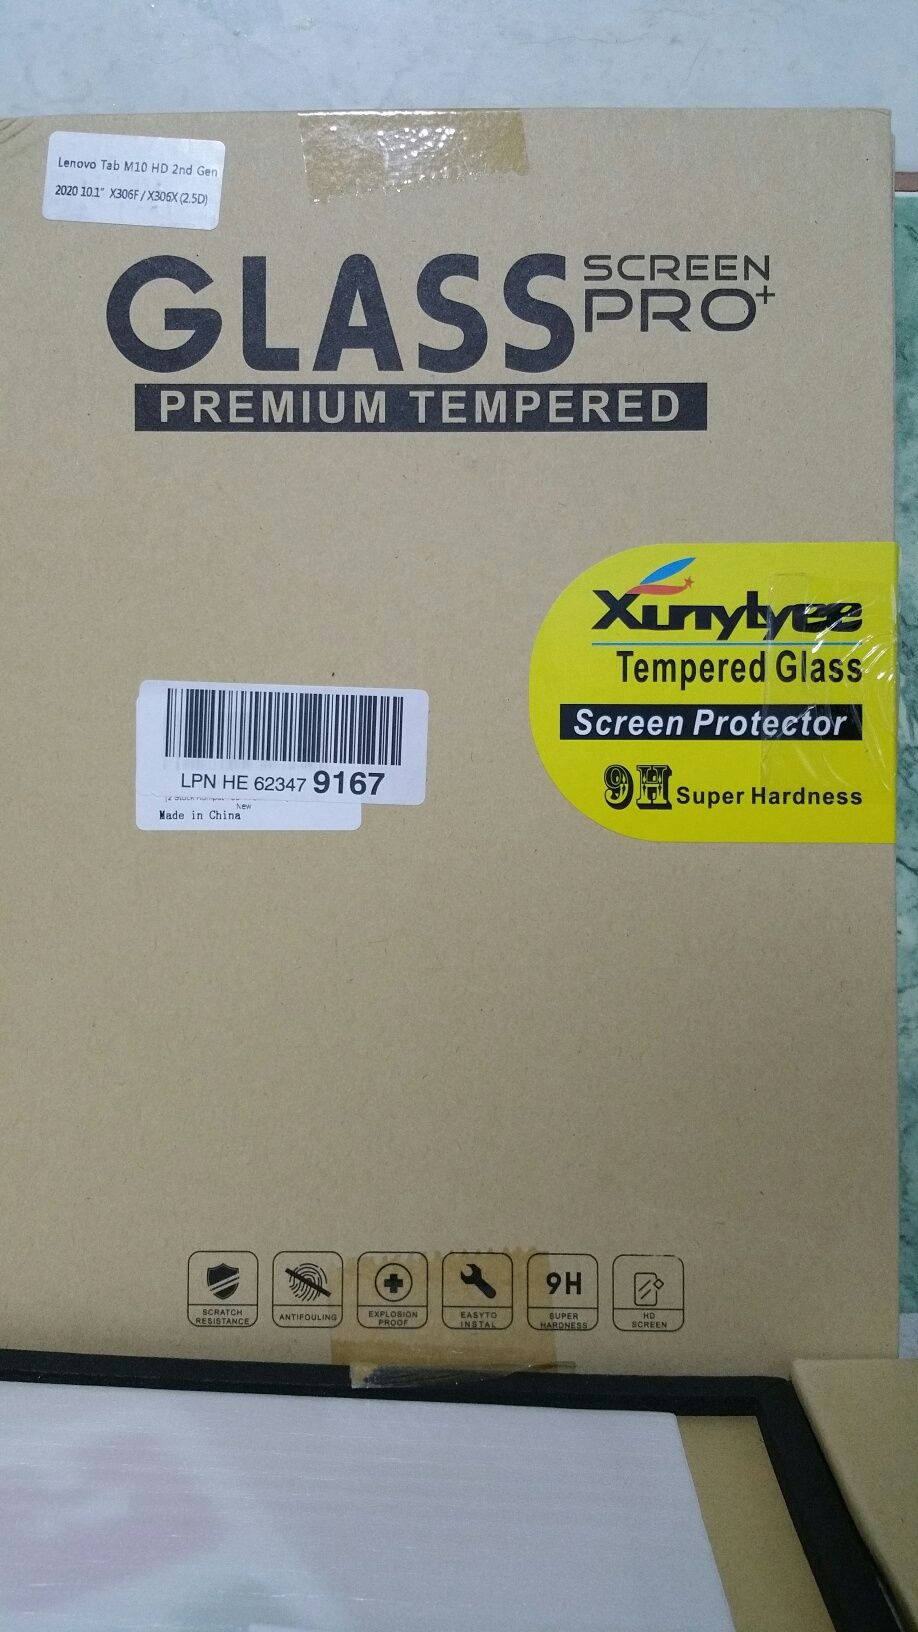 Lenovo Tab M10 HD 2nd Gen
2020 10.1" X306F / X306X (2.5D)
GLASS SCREEN
PRO+
PREMIUM TEMPERED
Xunylyee
Tempered Glass
Screen Protector
9H Super Hardness
LPN HE 62347 9167
New
Made in China
SCRATCH
RESISTANCE
ANTIFOULING
EXPLOSION
PROOF
EASYTO
INSTAL
9H
SUPER
HARDNESS
HD
SCREEN